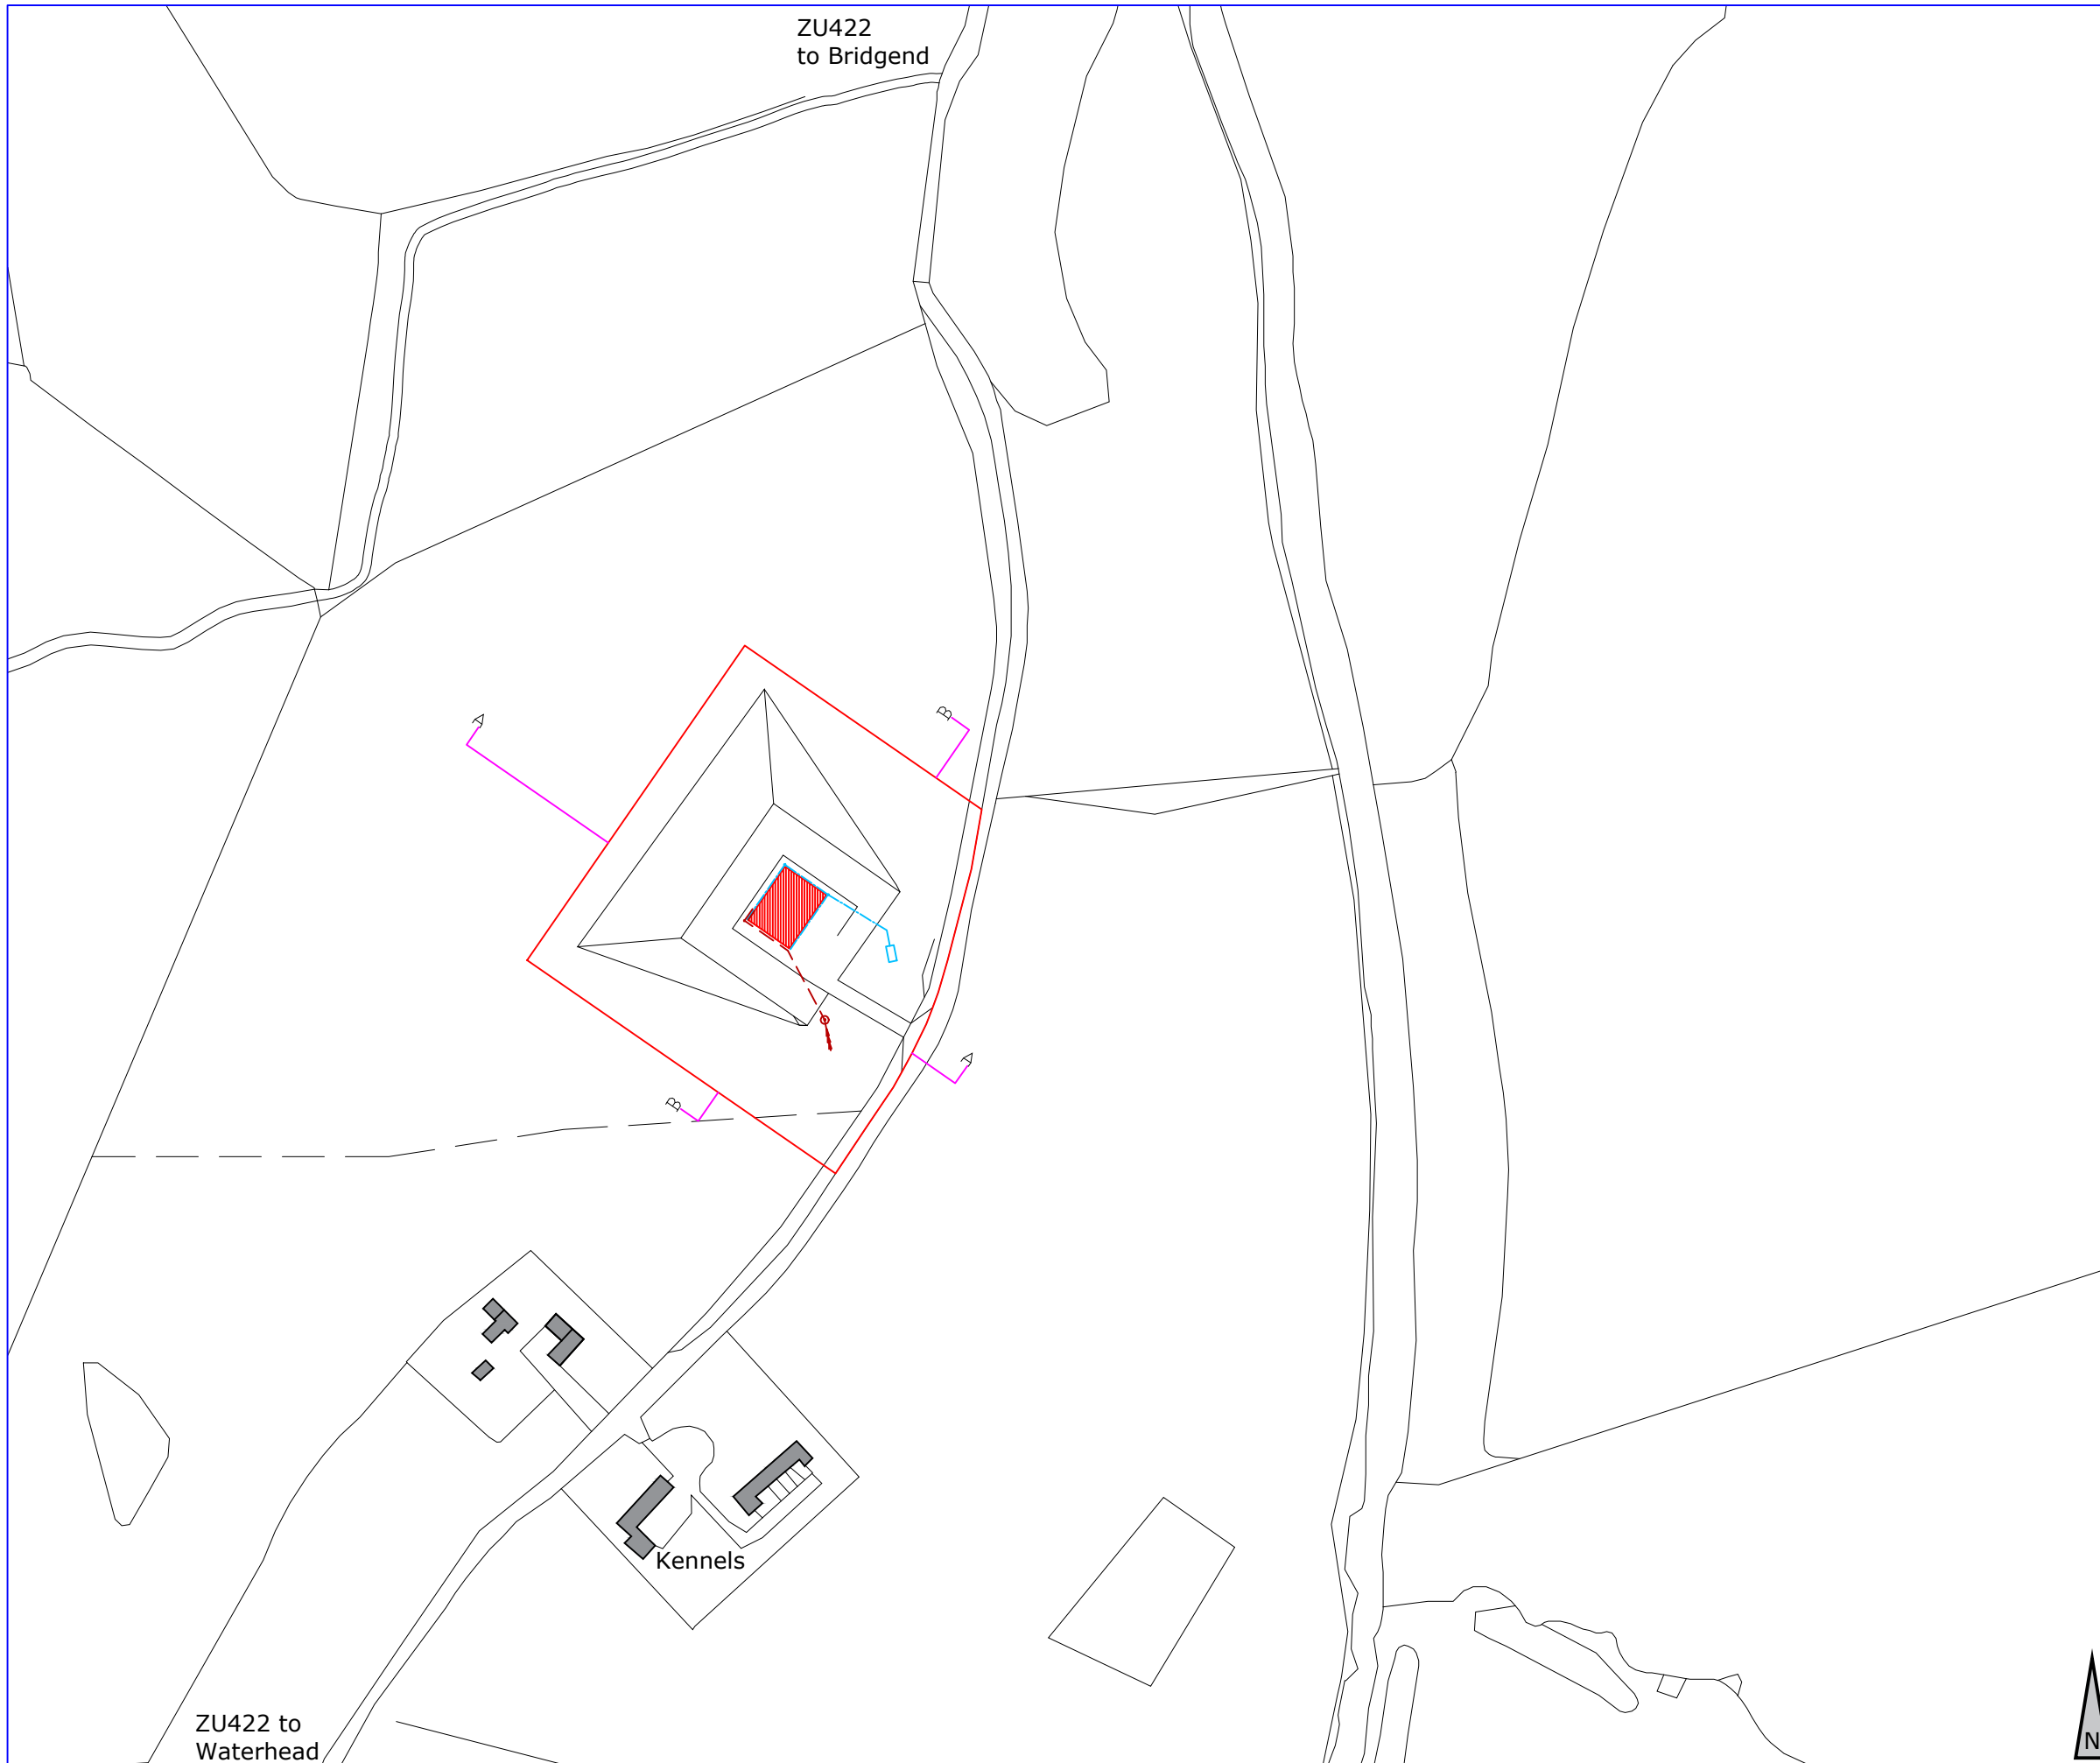 ZU422
to Bridgend
A
B
A
B
Kennels
ZU422 to
Waterhead
N